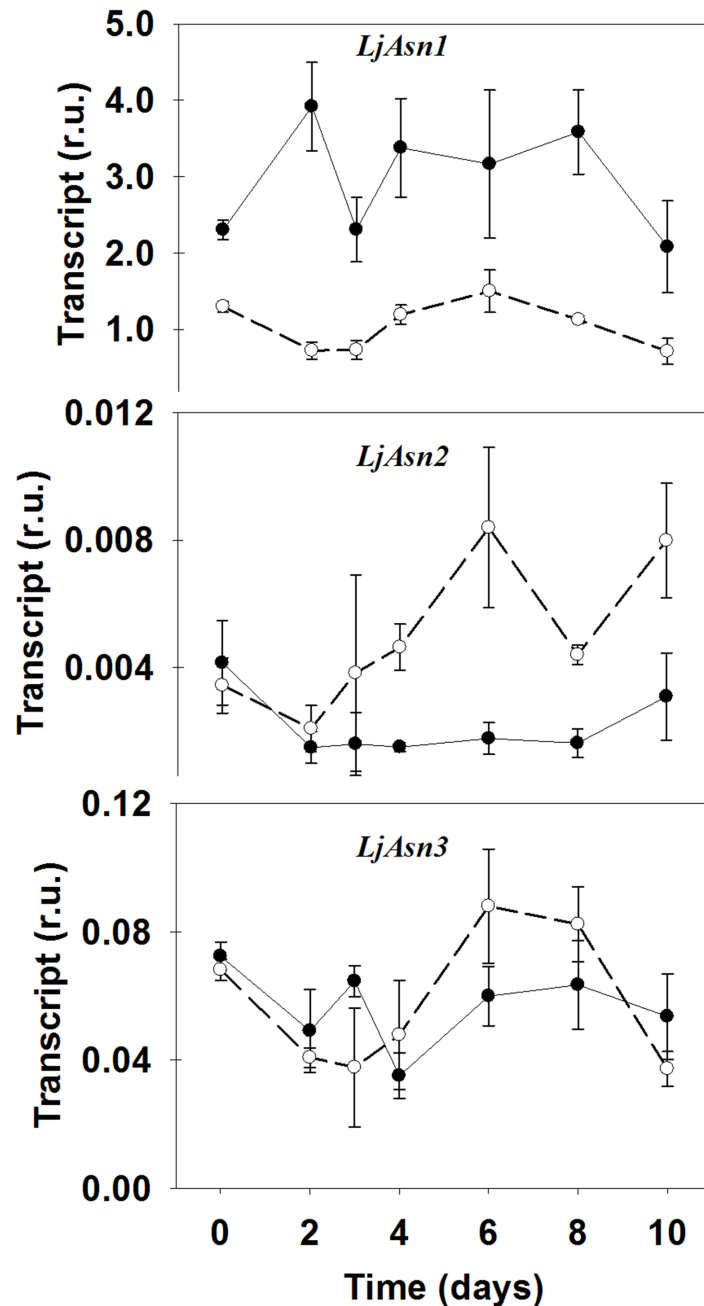 5.0
LjAsn1
4.0
3.0
2.0
1.0
Transcript (r.u.)
0.012
LjAsn2
0.008
0.004
Transcript (r.u.)
0.12
LjAsn3
0.08
0.04
0.00
Transcript (r.u.)
0 2 4 6 8 10
Time (days)